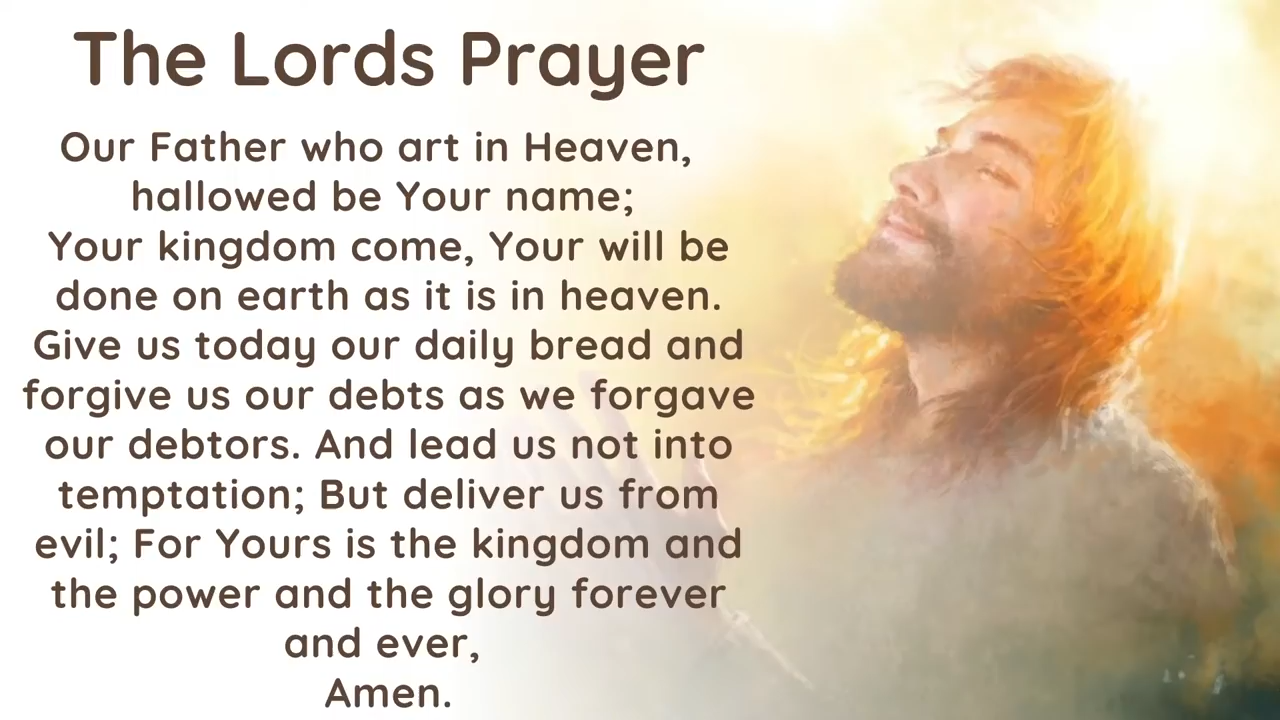 The Lords Prayer
Our Father who art in Heaven,
hallowed be Your name;
Your kingdom come, Your will be
done on earth as it is in heaven.
Give us today our daily bread and
forgive us our debts as we forgave
our debtors. And lead us not into
temptation; But deliver us from
evil; For Yours is the kingdom and
the power and the glory forever
and ever,
Amen.